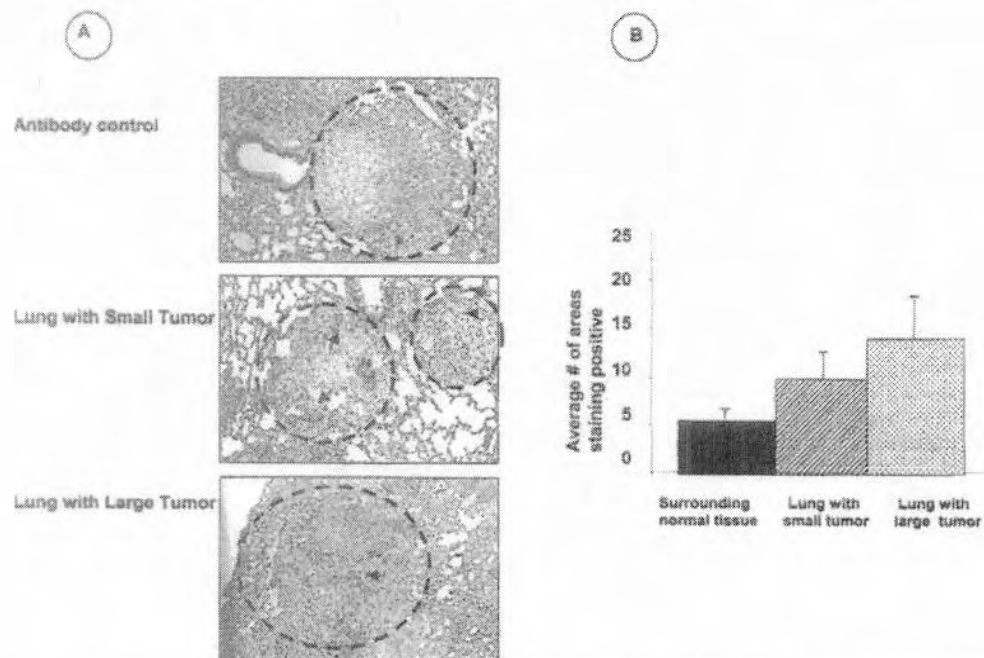 A
Antibody control
Lung with Small Tumor
Lung with Large Tumor
B
Average # of areas
staining positive
25
20
15
10
5
0
Surrounding
normal tissue
Lung with
small tumor
Lung with
large tumor